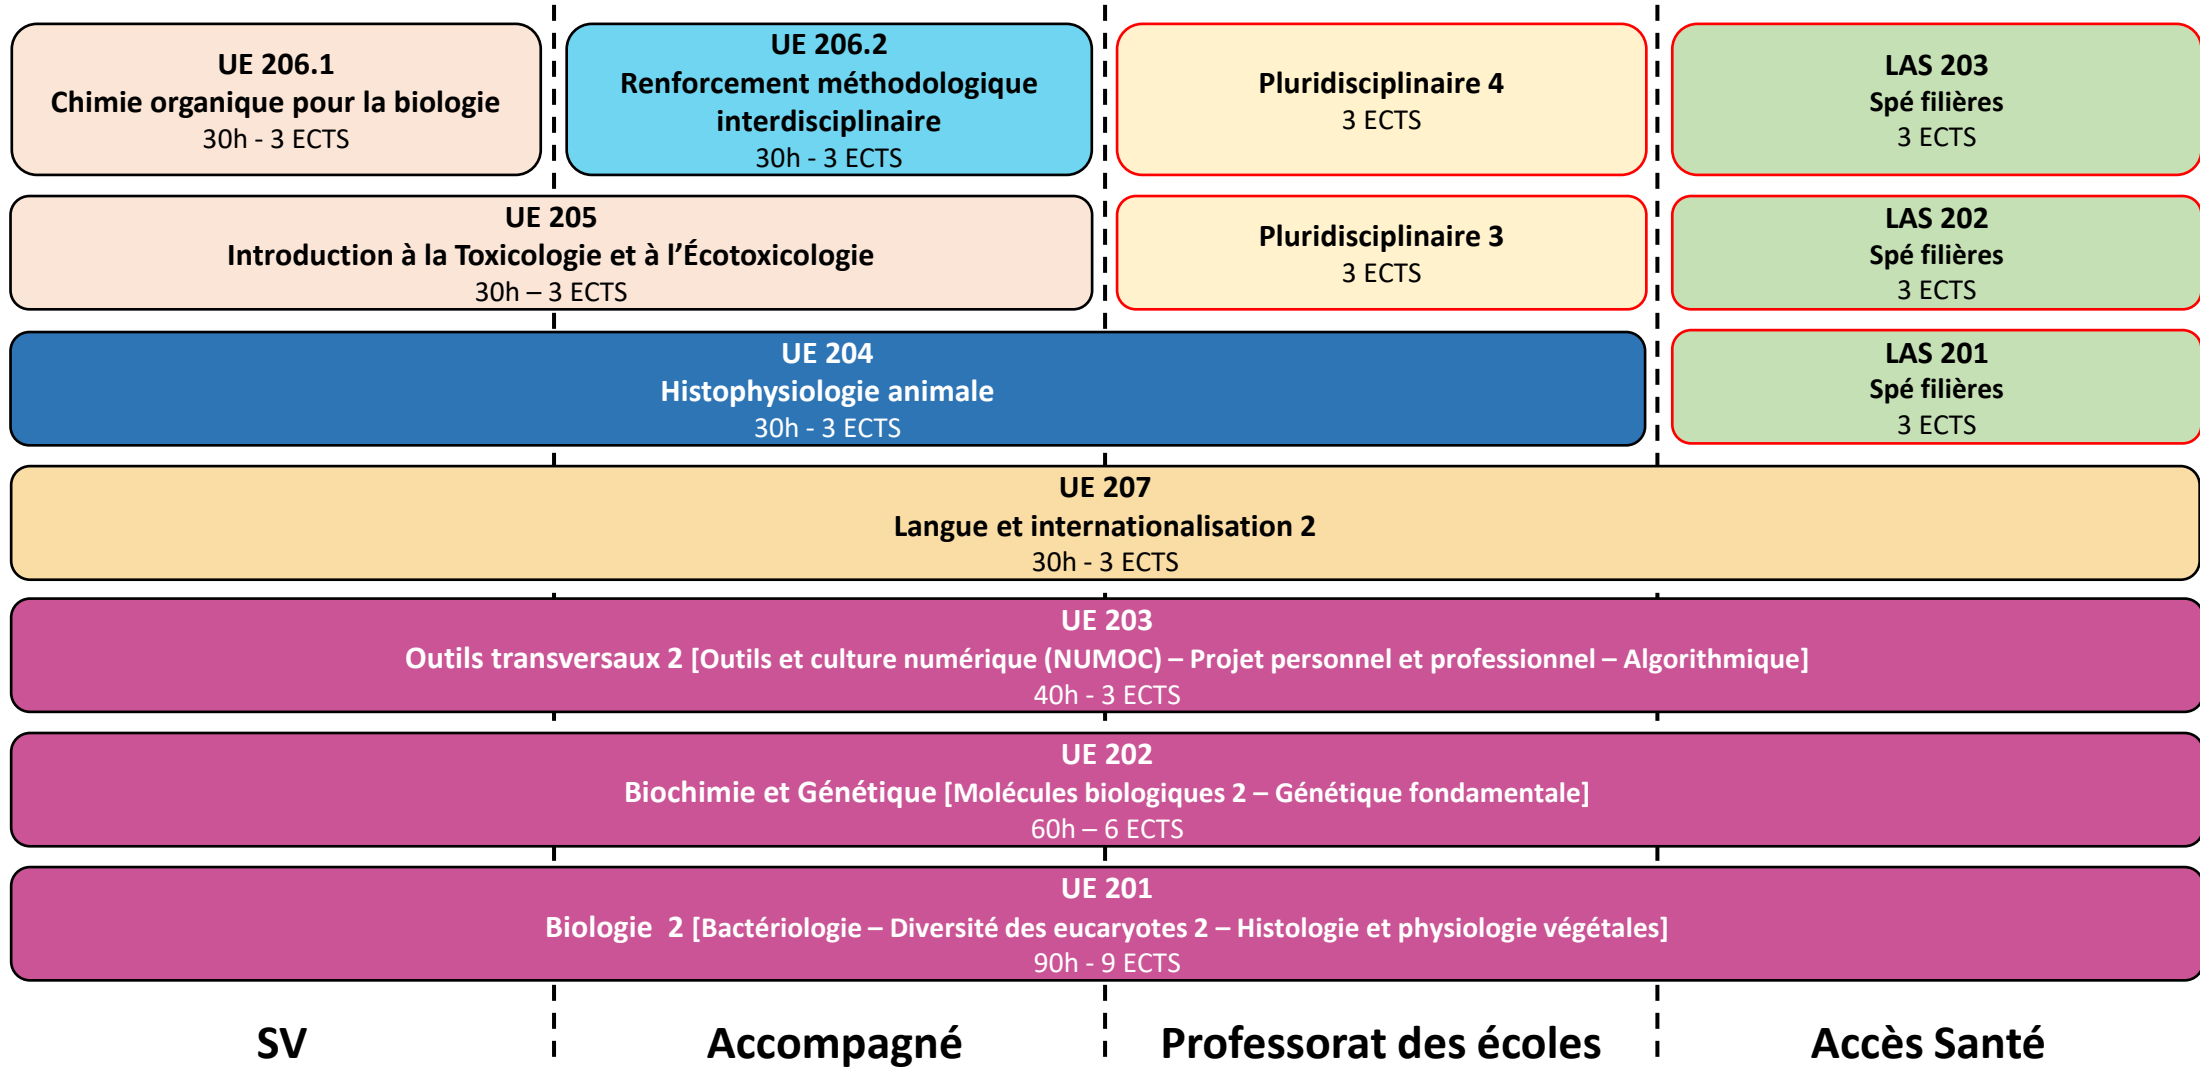 UE 206.1
Chimie organique pour la biologie
30h - 3 ECTS
UE 206.2
Renforcement méthodologique
interdisciplinaire
30h - 3 ECTS
Pluridisciplinaire 4
3 ECTS
LAS 203
Spé filières
3 ECTS
UE 205
Introduction à la Toxicologie et à l’Écotoxicologie
30h – 3 ECTS
Pluridisciplinaire 3
3 ECTS
LAS 202
Spé filières
3 ECTS
UE 204
Histophysiologie animale
30h - 3 ECTS
LAS 201
Spé filières
3 ECTS
UE 207
Langue et internationalisation 2
30h - 3 ECTS
UE 203
Outils transversaux 2 [Outils et culture numérique (NUMOC) – Projet personnel et professionnel – Algorithmique]
40h - 3 ECTS
UE 202
Biochimie et Génétique [Molécules biologiques 2 – Génétique fondamentale]
60h – 6 ECTS
UE 201
Biologie  2 [Bactériologie – Diversité des eucaryotes 2 – Histologie et physiologie végétales]
90h - 9 ECTS
SV
Accompagné
Professorat des écoles
Accès Santé